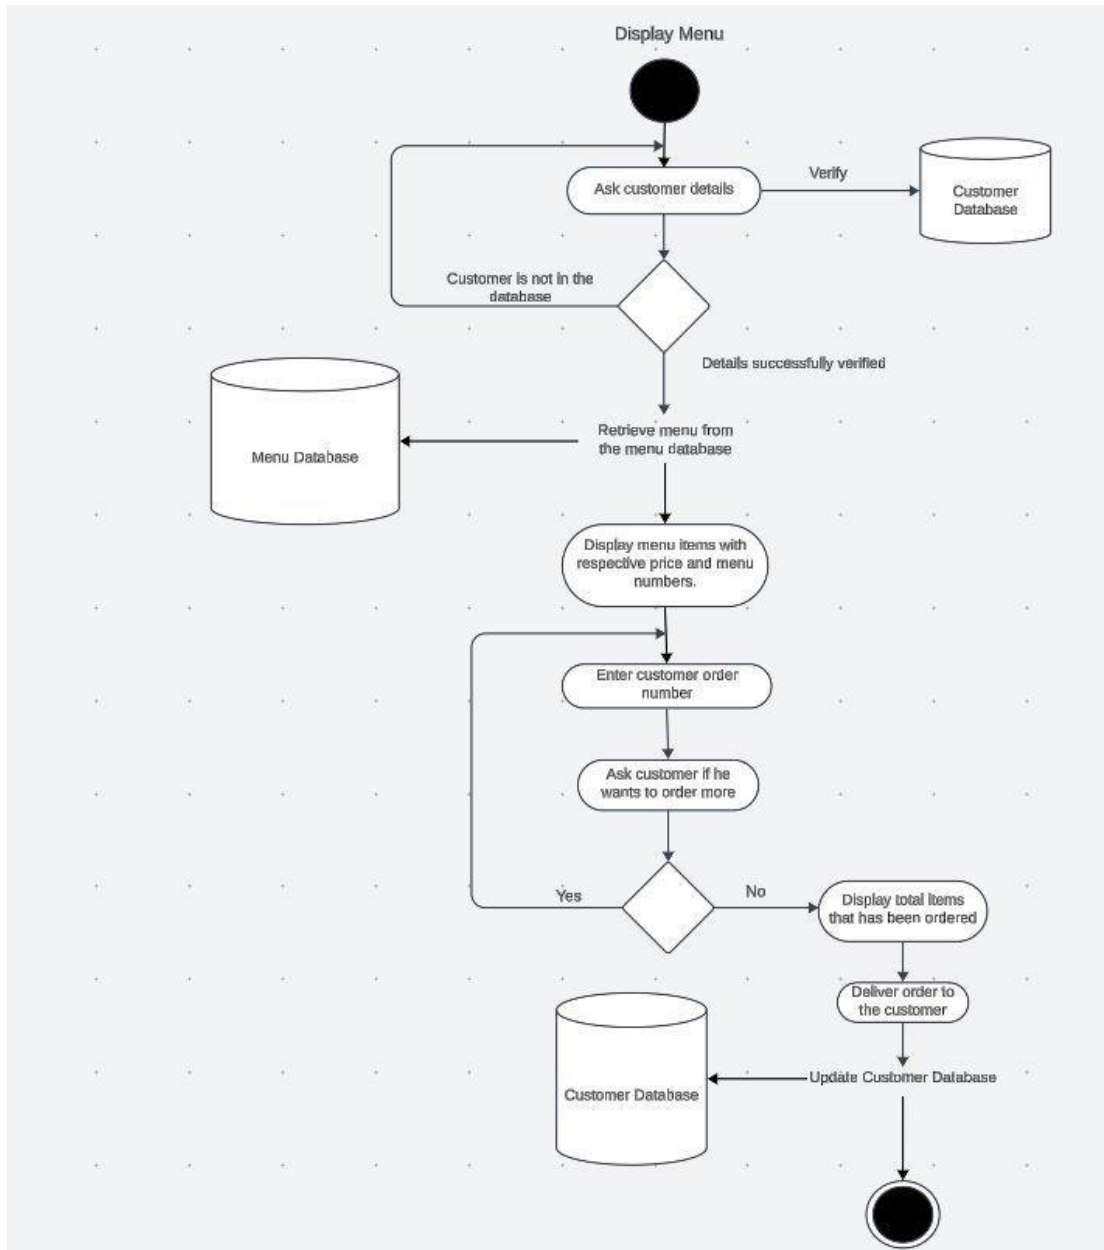 Display Menu
Ask customer details
Verify
Customer
Database
Customer is not in the
database
Details successfully verified
Retrieve menu from
the menu database
Menu Database
Display menu items with
respective price and menu
numbers.
Enter customer order
number
Ask customer if he
wants to order more
Yes
No
Display total Items
that has been ordered
Deliver order to
the customer
Update Customer Database
Customer Database